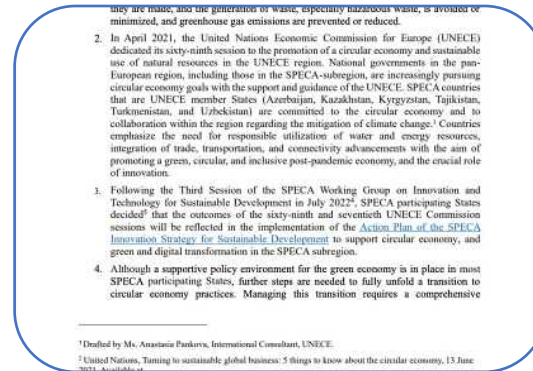 they are made, and the generation of waste, especially hazardous waste, is avoided or
minimized, and greenhouse gas emissions are prevented or reduced.
2. In April 2021, the United Nations Economic Commission for Europe (UNECE)
dedicated its sixty-ninth session to the promotion of a circular economy and sustainable
use of natural resources in the UNECE region. National governments in the pan-
European region, including those in the SPECA-subregion, are increasingly pursuing
circular economy goals with the support and guidance of the UNECE. SPECA countries
that are UNECE member States (Azerbaijan, Kazakhstan, Kyrgyzstan, Tajikistan,
Turkmenistan, and Uzbekistan) are committed to the circular economy and to
collaboration within the region regarding the mitigation of climate change.³ Countries
emphasize the need for responsible utilization of water and energy resources,
integration of trade, transportation, and connectivity advancements with the aim of
promoting a green, circular, and inclusive post-pandemic economy, and the crucial role
of innovation.
3. Following the Third Session of the SPECA Working Group on Innovation and
Technology for Sustainable Development in July 2022⁴, SPECA participating States
decided⁵ that the outcomes of the sixty-ninth and seventieth UNECE Commission
sessions will be reflected in the implementation of the Action Plan of the SPECA
Innovation Strategy for Sustainable Development to support circular economy, and
green and digital transformation in the SPECA subregion.
4. Although a supportive policy environment for the green economy is in place in most
SPECA participating States, further steps are needed to fully unfold a transition to
circular economy practices. Managing this transition requires a comprehensive
¹ Drafted by Ms. Anastasia Pankova, International Consultant, UNECE.
² United Nations, Turning to sustainable global business: 5 things to know about the circular economy, 13 June
2021. Available at